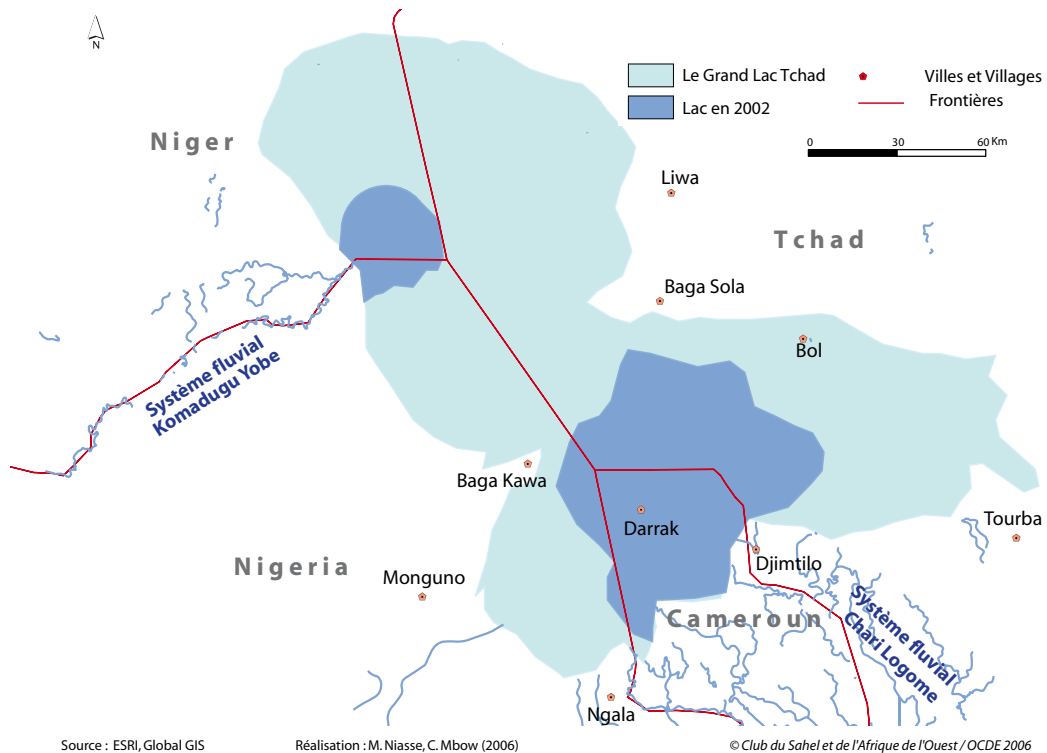 N
Le Grand Lac Tchad
Lac en 2002
Villes et Villages
Frontières
0 30 60 Km
Niger
Liwa
Tchad
Baga Sola
Bol
Système fluvial
Komadugu Yobe
Baga Kawa
Darrak
Tourba
Nigeria
Monguno
Djimtilo
Cameroun
Système fluvial
Chari Logome
Ngala
Source : ESRI, Global GIS
Réalisation : M. Niasse, C. Mbow (2006)
© Club du Sahel et de l'Afrique de l'Ouest / OCDE 2006